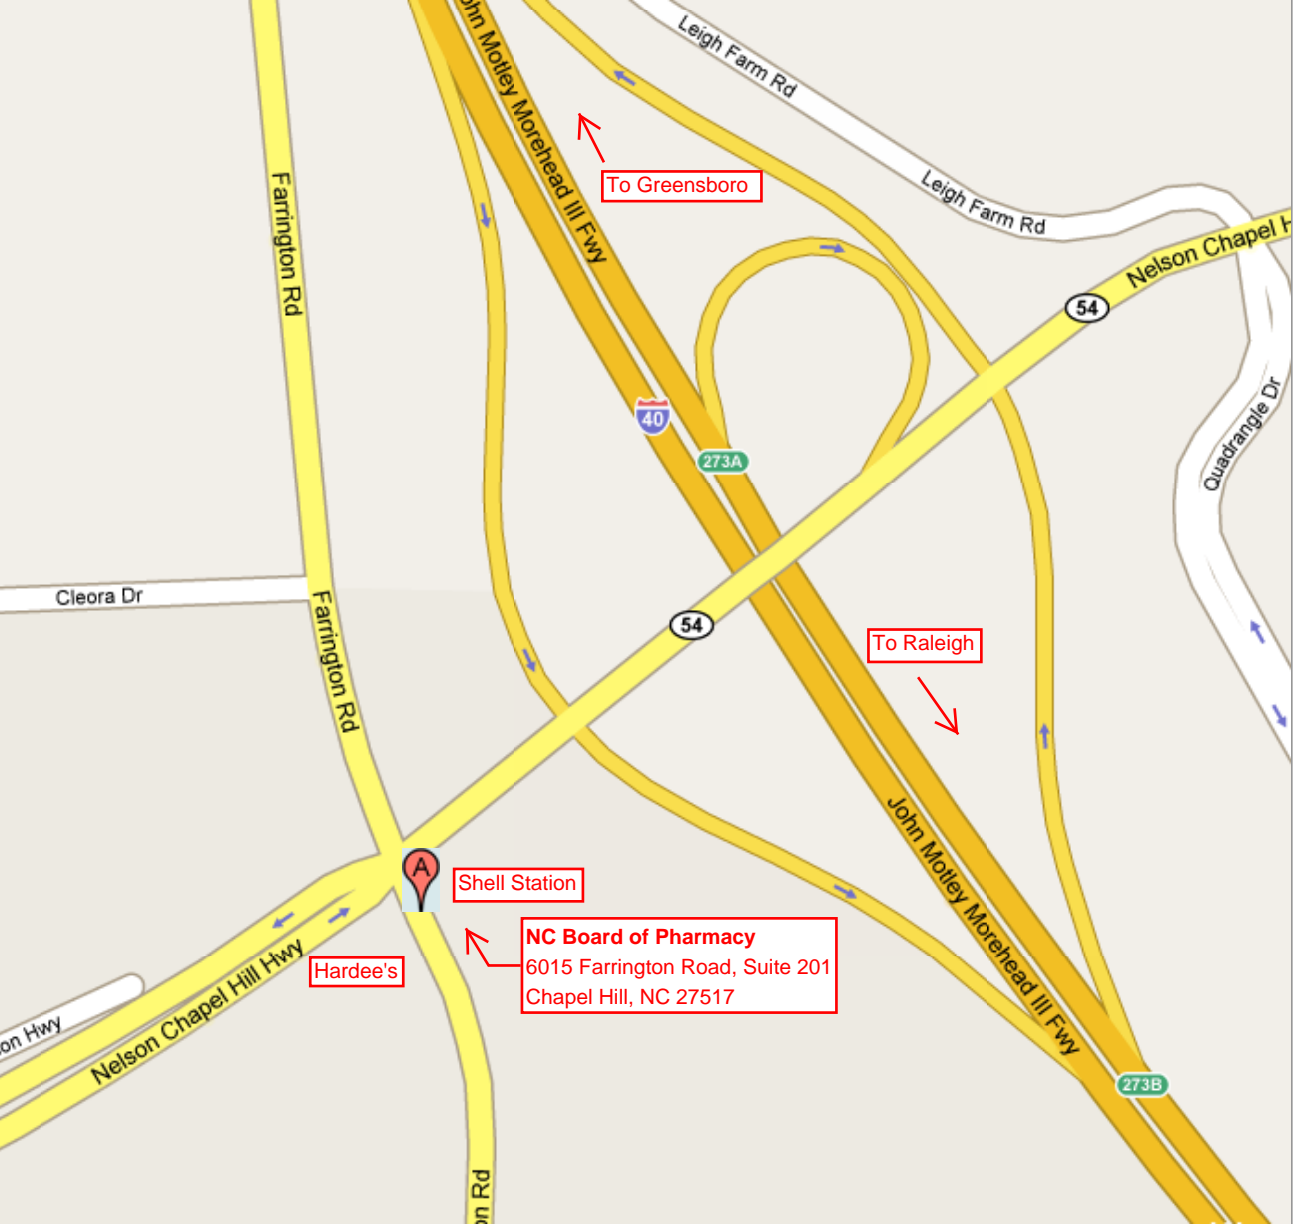 John Motley Morehead III Fwy
Leigh Farm Rd
To Greensboro
Farrington Rd
Leigh Farm Rd
Nelson Chapel H
54
40
Quadrangle Dr
273A
Cleora Dr
Farrington Rd
54
To Raleigh
John Motley Morehead III Fwy
A
Shell Station
NC Board of Pharmacy
6015 Farrington Road, Suite 201
Chapel Hill, NC 27517
Hardee's
Nelson Chapel Hill Hwy
on Hwy
273B
on Rd